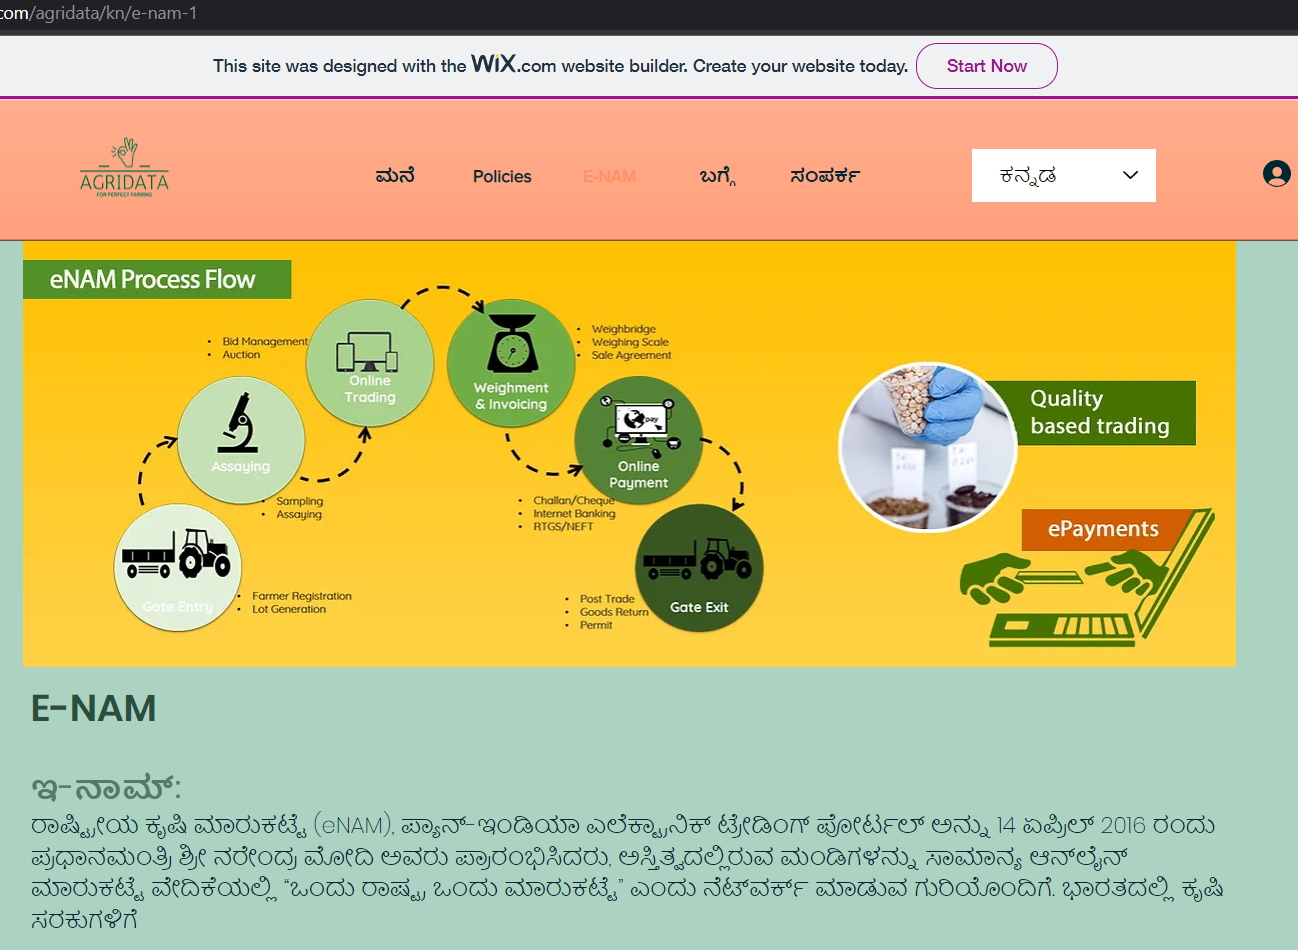 com/agridata/kn/e-nam-1
This site was designed with the WiX.com website builder. Create your website today. Start Now
AGRIDATA
FOR PERFECT FARMING
ಮನೆ Policies E-NAM ಬಗ್ಗೆ ಸಂಪರ್ಕ ಕನ್ನಡ
eNAM Process Flow
• Bid Management
• Auction
Online
Trading
Weighment
& Invoicing
• Weighbridge
• Weighing Scale
• Sale Agreement
Assaying
• Sampling
• Assaying
pay
Online
Payment
• Challan/Cheque
• Internet Banking
• RTGS/NEFT
Gate Entry
• Farmer Registration
• Lot Generation
• Post Trade
• Goods Return
• Permit
Gate Exit
Quality
based trading
ePayments
E-NAM
ಇ-ನಾಮ್:
ರಾಷ್ಟ್ರೀಯ ಕೃಷಿ ಮಾರುಕಟ್ಟೆ (eNAM), ಪ್ಯಾನ್-ಇಂಡಿಯಾ ಎಲೆಕ್ಟ್ರಾನಿಕ್ ಟ್ರೇಡಿಂಗ್ ಪೋರ್ಟಲ್ ಅನ್ನು 14 ಏಪ್ರಿಲ್ 2016 ರಂದು
ಪ್ರಧಾನಮಂತ್ರಿ ಶ್ರೀ ನರೇಂದ್ರ ಮೋದಿ ಅವರು ಪ್ರಾರಂಭಿಸಿದರು, ಅಸ್ತಿತ್ವದಲ್ಲಿರುವ ಮಂಡಿಗಳನ್ನು ಸಾಮಾನ್ಯ ಆನ್‌ಲೈನ್
ಮಾರುಕಟ್ಟೆ ವೇದಿಕೆಯಲ್ಲಿ “ಒಂದು ರಾಷ್ಟ್ರ ಒಂದು ಮಾರುಕಟ್ಟೆ” ಎಂದು ನೆಟ್‌ವರ್ಕ್ ಮಾಡುವ ಗುರಿಯೊಂದಿಗೆ. ಭಾರತದಲ್ಲಿ ಕೃಷಿ
ಸರಕುಗಳಿಗೆ